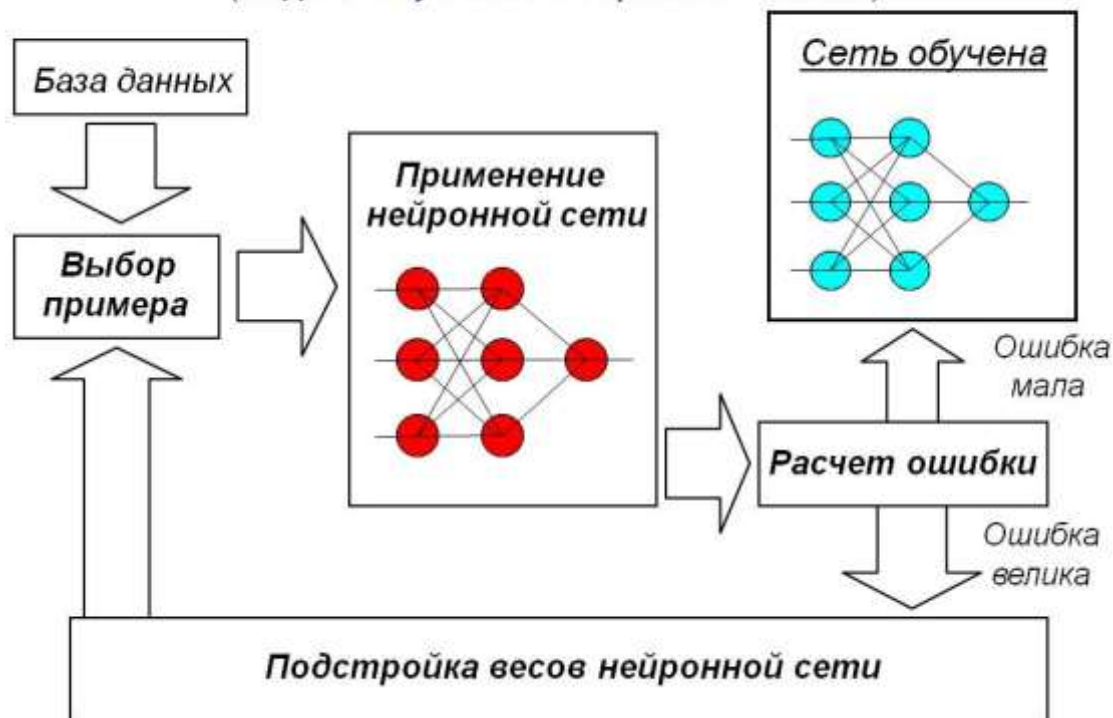 База данных
Выбор
примера
Применение
нейронной сети
Сеть обучена
Ошибка
мала
Расчет ошибки
Ошибка
велика
Подстройка весов нейронной сети